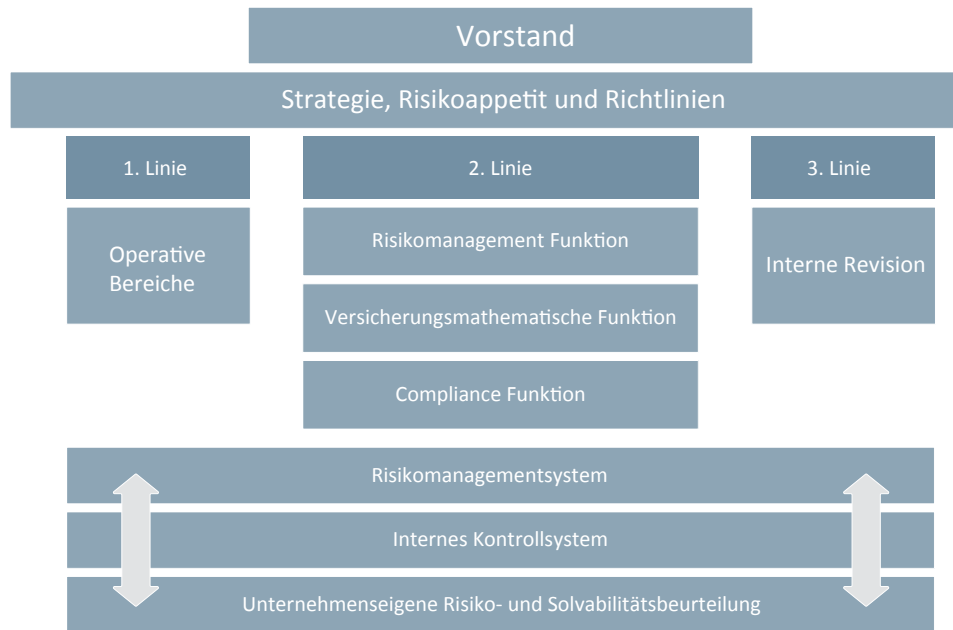 Vorstand
Strategie, Risikoappetit und Richtlinien
1. Linie
2. Linie
3. Linie
Operative
Bereiche
Risikomanagement Funktion
Versicherungsmathematische Funktion
Compliance Funktion
Interne Revision
Risikomanagementsystem
Internes Kontrollsystem
Unternehmenseigene Risiko- und Solvabilitätsbeurteilung